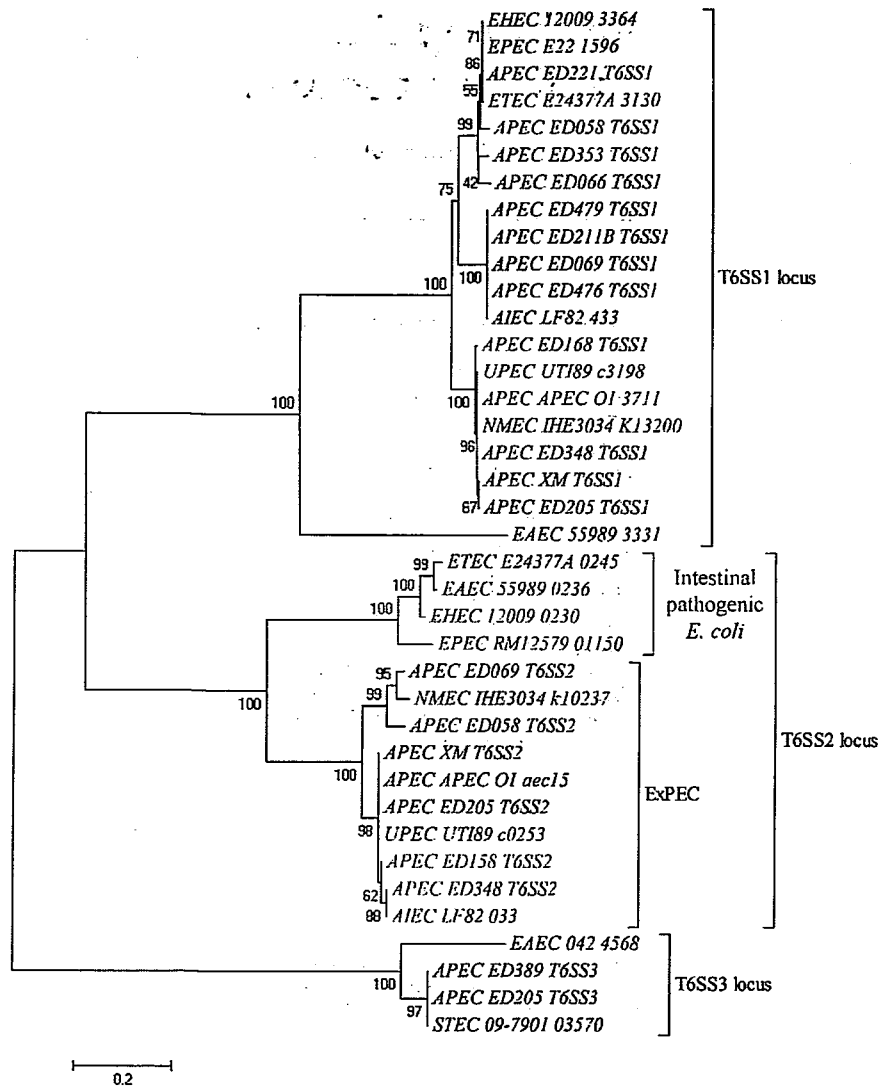 EHEC 12009 3364
71
EPEC E22 1596
86
APEC ED221 T6SS1
55
ETEC E24377A 3130
99
APEC ED058 T6SS1
APEC ED353 T6SS1
75
42
APEC ED066 T6SS1
APEC ED479 T6SS1
APEC ED211B T6SS1
APEC ED069 T6SS1
100
100
APEC ED476 T6SS1
T6SS1 locus
AIEC LF82 433
APEC ED168 T6SS1
UPEC UTI89 c3198
100
100
APEC APEC O1 3711
NMEC IHE3034 K13200
96
APEC ED348 T6SS1
APEC XM T6SS1
67
APEC ED205 T6SS1
EAEC 55989 3331
99
ETEC E24377A 0245
100
EAEC 55989 0236
100
EHEC 12009 0230
EPEC RM12579 01150
Intestinal
pathogenic
E. coli
95
APEC ED069 T6SS2
99
NMEC IHE3034 k10237
100
APEC ED058 T6SS2
T6SS2 locus
APEC XM T6SS2
100
APEC APEC O1 aec15
ExPEC
APEC ED205 T6SS2
98
UPEC UTI89 c0253
APEC ED158 T6SS2
62
APEC ED348 T6SS2
88
AIEC LF82 033
EAEC 042 4568
APEC ED389 T6SS3
100
T6SS3 locus
APEC ED205 T6SS3
97
STEC 09-7901 03570
0.2